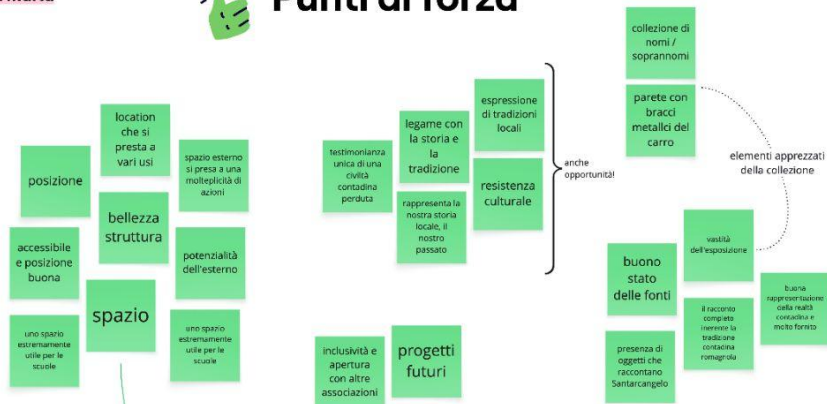 Punti di forza
location
che si
presta a
vari usi
posizione
spazio esterno
si presa a una
molteplicità di
azioni
bellezza
struttura
accessibile
e posizione
buona
potenzialità
dell'esterno
spazio
uno spazio
estremamente
utile per le
scuole
uno spazio
estremamente
utile per le
scuole
espressione
di tradizioni
locali
legame con
la storia e
la
tradizione
testimonianza
unica di una
civiltà
contadina
perduta
resistenza
culturale
rappresenta la
nostra storia
locale, il
nostro
passato
anche
opportunità!
inclusività e
apertura
con altre
associazioni
progetti
futuri
collezione di
nomi /
soprannomi
parete con
bracci
metallci del
carro
elementi apprezzati
della collezione
vastità
dell'esposizione
buono
stato
delle fonti
buona
rappresentazione
della realtà
contadina e
molto fornito
il racconto
completo
inerente la
tradizione
contadina
romagnola
presenza di
oggetti che
raccontano
Santarcangelo